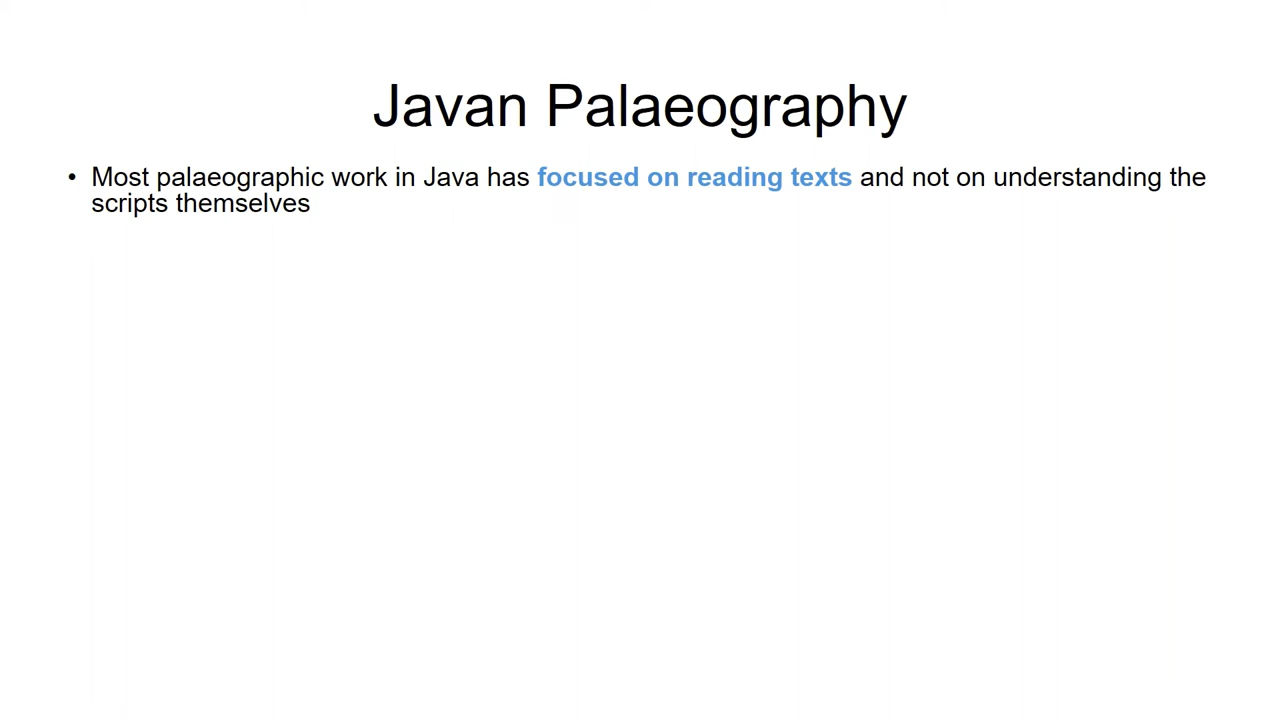 Javan Palaeography
• Most palaeographic work in Java has focused on reading texts and not on understanding the
scripts themselves